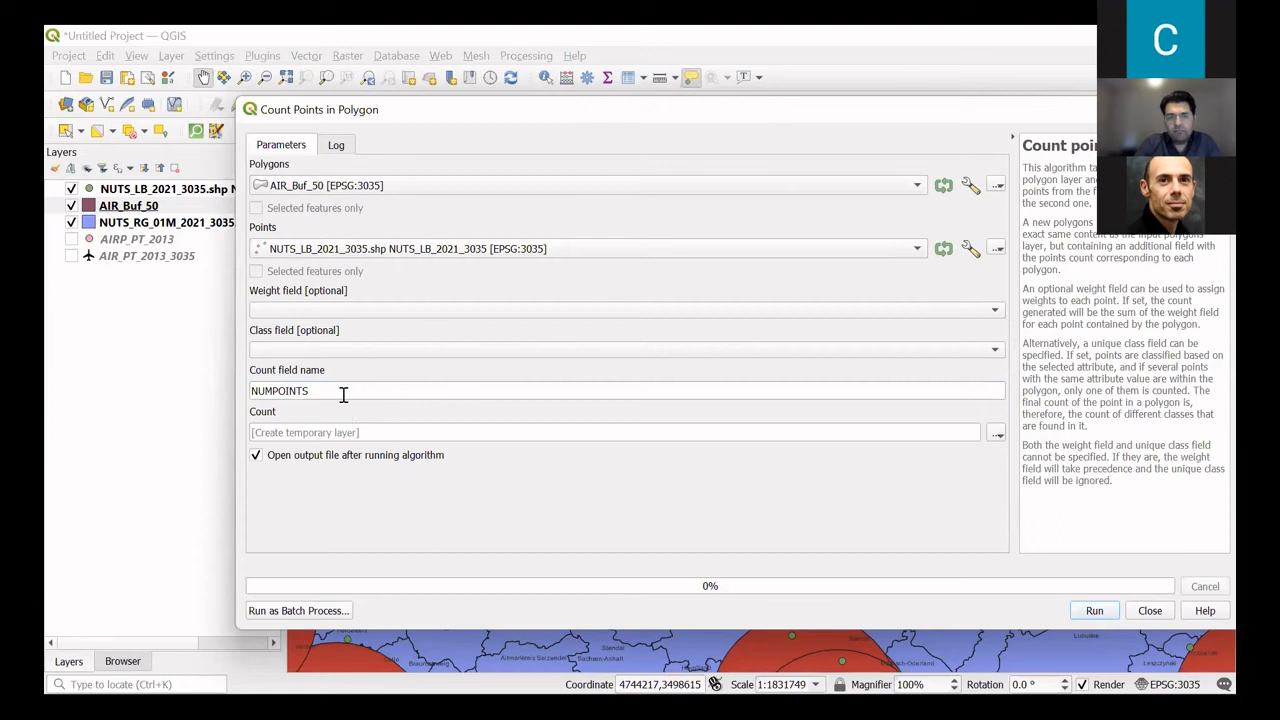 *Untitled Project — QGIS
Project Edit View Layer Settings Plugins Vector Raster Database Web Mesh Processing Help
C
Count Points in Polygon
Layers
NUTS_LB_2021_3035.shp N
AIR_Buf_50
NUTS_RG_01M_2021_3035
AIRP_PT_2013
AIR_PT_2013_3035
Parameters Log
Polygons
AIR_Buf_50 [EPSG:3035]
Selected features only
Points
NUTS_LB_2021_3035.shp NUTS_LB_2021_3035 [EPSG:3035]
Selected features only
Weight field [optional]
Class field [optional]
Count field name
NUMPOINTS
Count
[Create temporary layer]
Open output file after running algorithm
Count poin
This algorithm ta
polygon layer an
points from the f
the second one.
A new polygons
exact same content as the input polygons
layer, but containing an additional field with
the points count corresponding to each
polygon.
An optional weight field can be used to assign
weights to each point. If set, the count
generated will be the sum of the weight field
for each point contained by the polygon.
Alternatively, a unique class field can be
specified. If set, points are classified based on
the selected attribute, and if several points
with the same attribute value are within the
polygon, only one of them is counted. The
final count of the point in a polygon is,
therefore, the count of different classes that
are found in it.
Both the weight field and unique class field
cannot be specified. If they are, the weight
field will take precedence and the unique class
field will be ignored.
0%
Cancel
Run as Batch Process...
Run Close Help
Stendal
Altmarkkreis Salzwedel
Sachsen-Anhalt
Leszczyński
Layers Browser
Type to locate (Ctrl+K)
Coordinate 4744217,3498615 Scale 1:1831749 Magnifier 100% Rotation 0.0 ° Render EPSG:3035